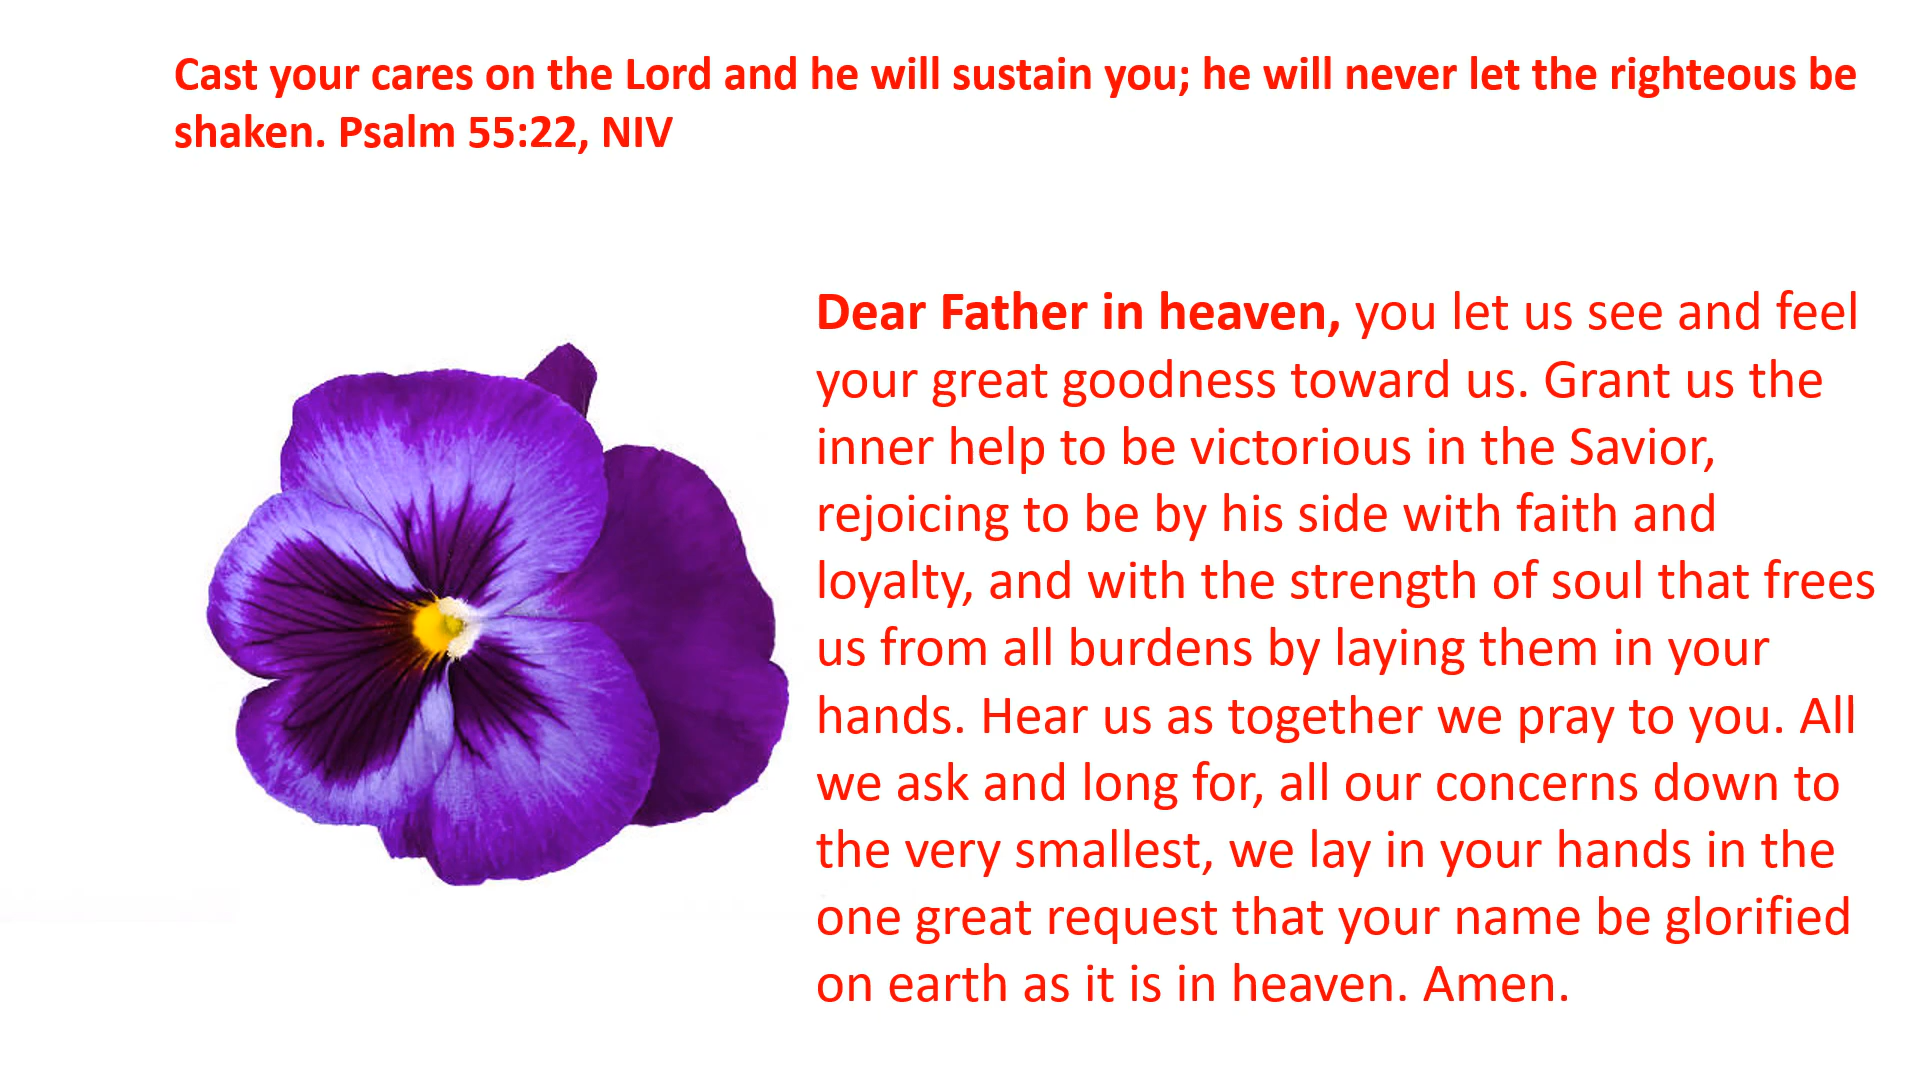 Cast your cares on the Lord and he will sustain you; he will never let the righteous be
shaken. Psalm 55:22, NIV
Dear Father in heaven, you let us see and feel
your great goodness toward us. Grant us the
inner help to be victorious in the Savior,
rejoicing to be by his side with faith and
loyalty, and with the strength of soul that frees
us from all burdens by laying them in your
hands. Hear us as together we pray to you. All
we ask and long for, all our concerns down to
the very smallest, we lay in your hands in the
one great request that your name be glorified
on earth as it is in heaven. Amen.